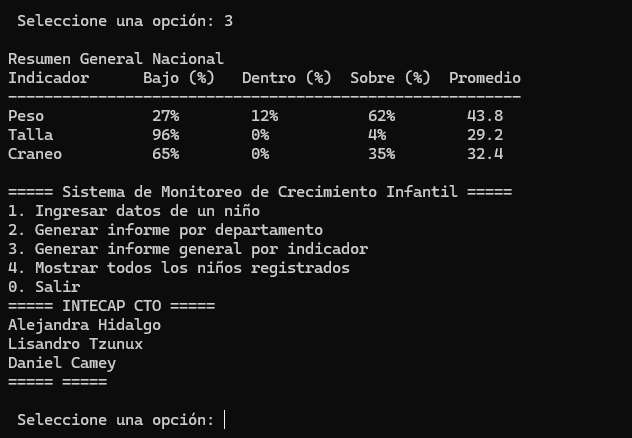 Seleccione una opción: 3
Resumen General Nacional
Indicador Bajo (%) Dentro (%) Sobre (%) Promedio
---------------------------------------------------------
Peso 27% 12% 62% 43.8
Talla 96% 0% 4% 29.2
Craneo 65% 0% 35% 32.4
===== Sistema de Monitoreo de Crecimiento Infantil =====
1. Ingresar datos de un niño
2. Generar informe por departamento
3. Generar informe general por indicador
4. Mostrar todos los niños registrados
0. Salir
===== INTECAP CTO =====
Alejandra Hidalgo
Lisandro Tzunux
Daniel Camey
===== =====
Seleccione una opción: